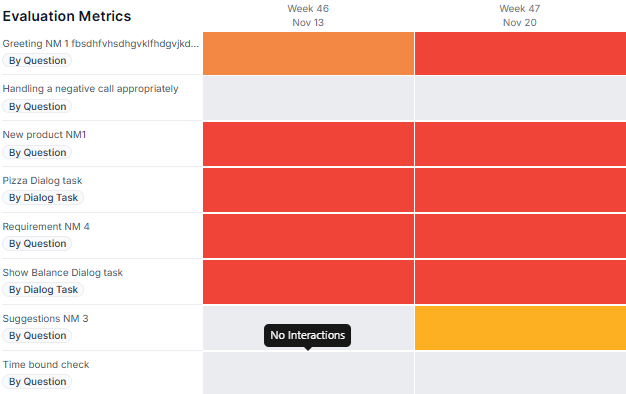 Evaluation Metrics
Week 46
Nov 13
Week 47
Nov 20
Greeting NM 1 fbsdhfvhsdhgvklfhdgvjkd...
By Question
Handling a negative call appropriately
By Question
New product NM1
By Question
Pizza Dialog task
By Dialog Task
Requirement NM 4
By Question
Show Balance Dialog task
By Dialog Task
Suggestions NM 3
By Question
No Interactions
Time bound check
By Question